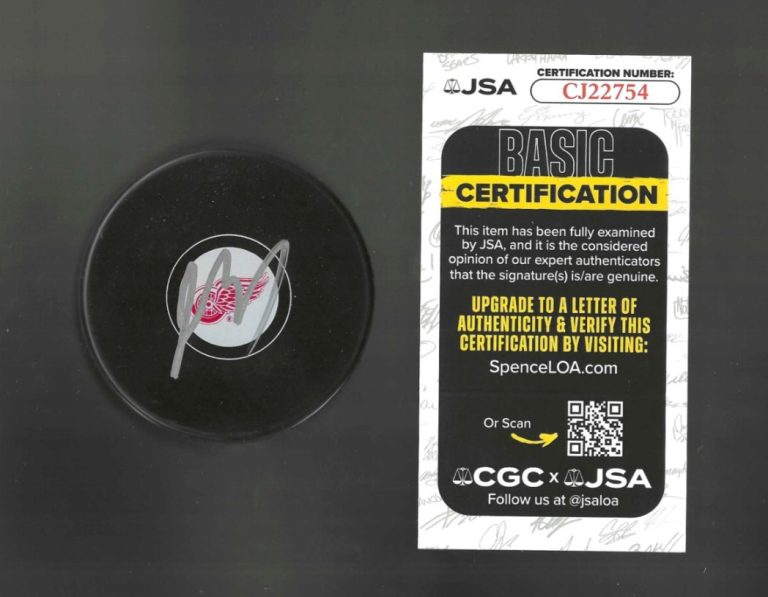 JSA
CERTIFICATION NUMBER:
CJ22754
BASIC
CERTIFICATION
This item has been fully examined
by JSA, and it is the considered
opinion of our expert authenticators
that the signature(s) is/are genuine.
UPGRADE TO A LETTER OF
AUTHENTICITY & VERIFY THIS
CERTIFICATION BY VISITING:
SpenceLOA.com
Or Scan
CGC x JSA
Follow us at @jsaloa